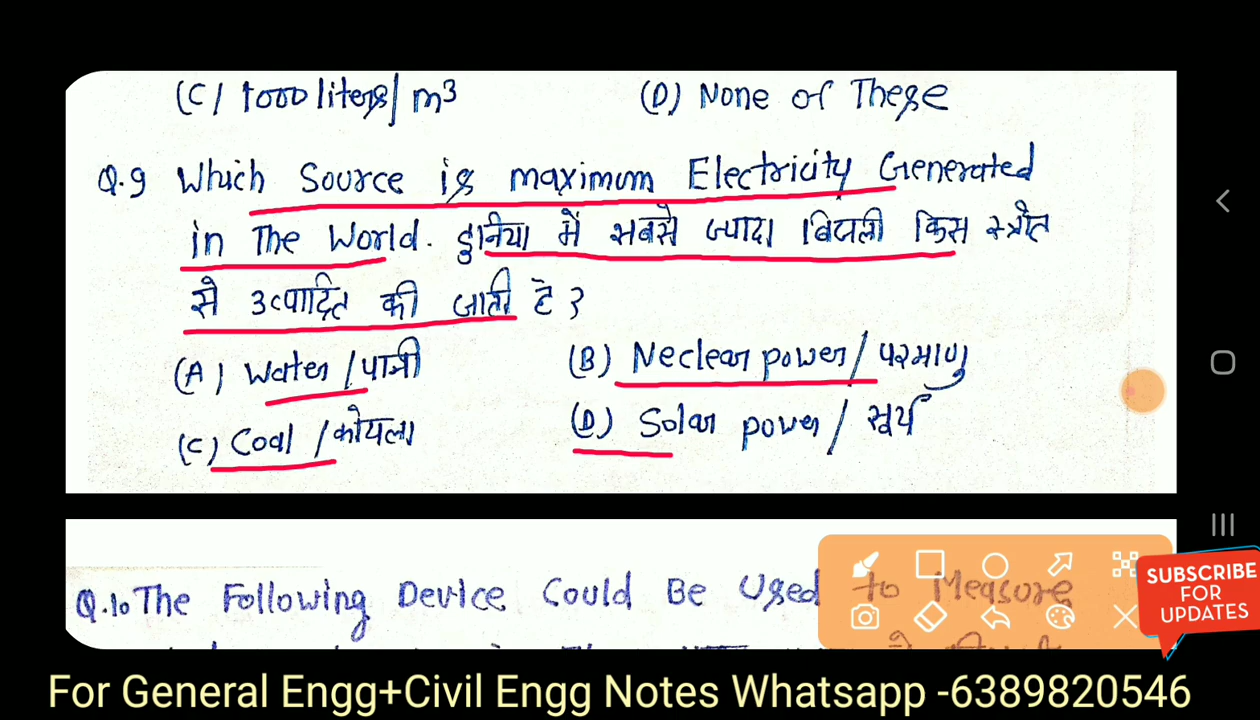 (C) 1000 liters/m³ (D) None of These
Q.9 Which Source is maximum Electricity Generated
in The World. दुनिया में सबसे ज्यादा बिजली किस स्त्रोत
से उत्पादित की जाती है ?
(A) Water / पानी (B) Neclear power / परमाणु
(C) Coal / कोयला (D) Solar power / सूर्य
Q.10 The Following Device Could Be Used to Measure
SUBSCRIBE
FOR
UPDATES
For General Engg+Civil Engg Notes Whatsapp -6389820546